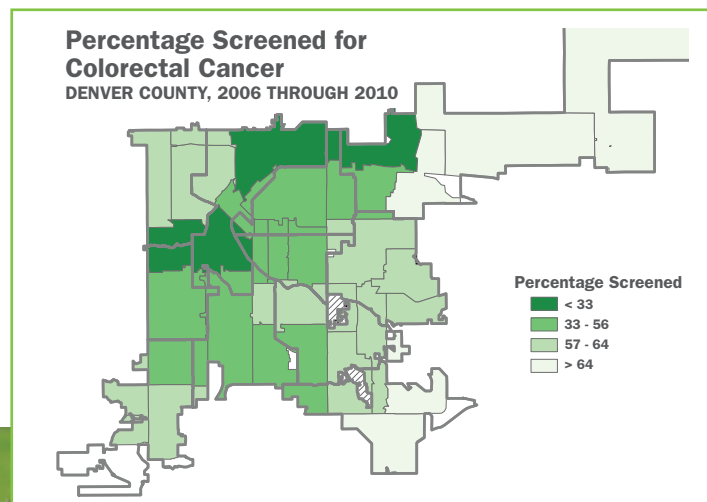 Percentage Screened for
Colorectal Cancer
DENVER COUNTY, 2006 THROUGH 2010
Percentage Screened
< 33
33 - 56
57 - 64
> 64